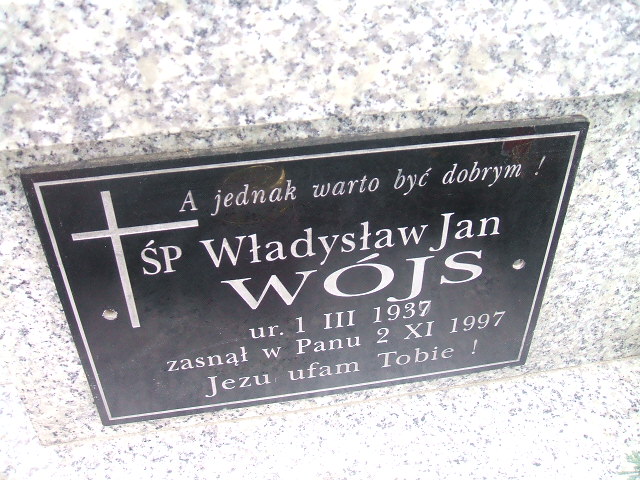 A jednak warto być dobrym !
ŚP Władysław Jan
WÓJS
ur. 1 III 1937
zasnął w Panu 2 XI 1997
Jezu ufam Tobie !